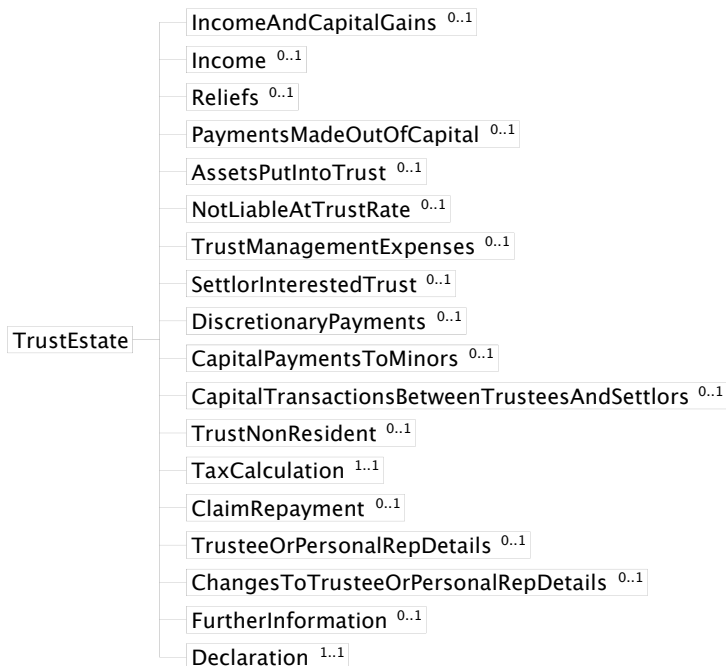 IncomeAndCapitalGains 0..1
Income 0..1
Reliefs 0..1
PaymentsMadeOutOfCapital 0..1
AssetsPutIntoTrust 0..1
NotLiableAtTrustRate 0..1
TrustManagementExpenses 0..1
SettlorInterestedTrust 0..1
DiscretionaryPayments 0..1
TrustEstate
CapitalPaymentsToMinors 0..1
CapitalTransactionsBetweenTrusteesAndSettlors 0..1
TrustNonResident 0..1
TaxCalculation 1..1
ClaimRepayment 0..1
TrusteeOrPersonalRepDetails 0..1
ChangesToTrusteeOrPersonalRepDetails 0..1
FurtherInformation 0..1
Declaration 1..1